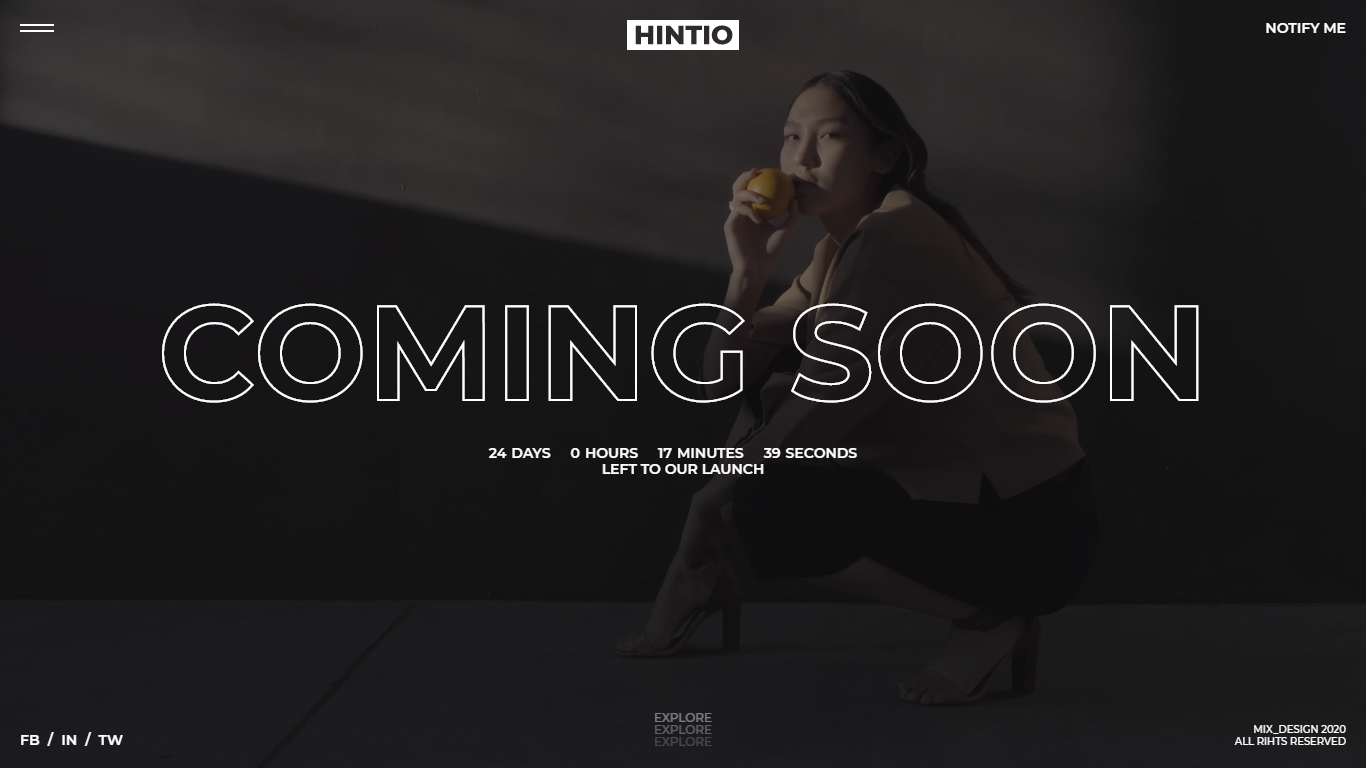 HINTIO
NOTIFY ME
COMING SOON
24 DAYS 0 HOURS 17 MINUTES 39 SECONDS
LEFT TO OUR LAUNCH
EXPLORE
EXPLORE
EXPLORE
FB / IN / TW
MIX_DESIGN 2020
ALL RIHTS RESERVED